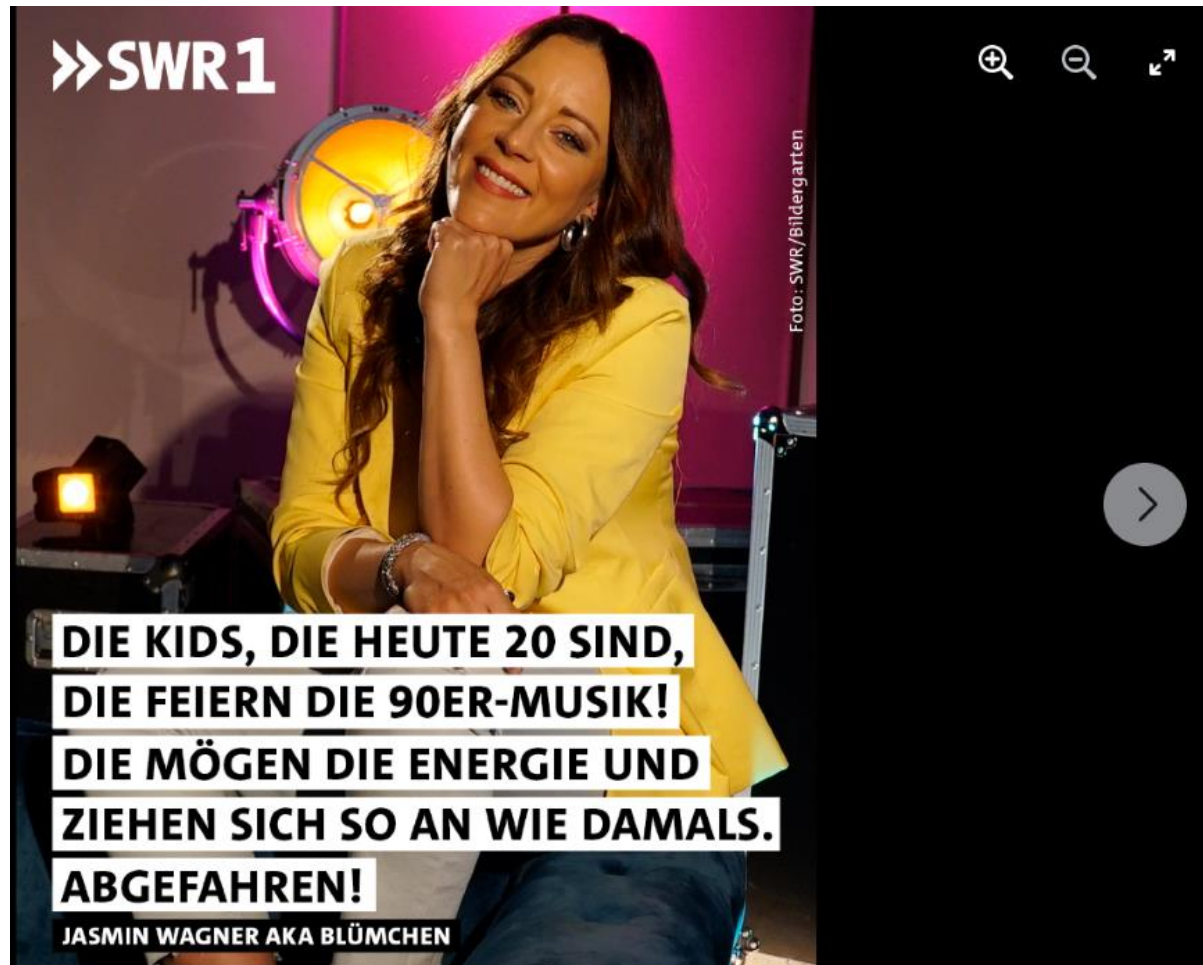 »SWR1
Foto: SWR/Bildergarten
DIE KIDS, DIE HEUTE 20 SIND,
DIE FEIERN DIE 90ER-MUSIK!
DIE MÖGEN DIE ENERGIE UND
ZIEHEN SICH SO AN WIE DAMALS.
ABGEFAHREN!
JASMIN WAGNER AKA BLÜMCHEN